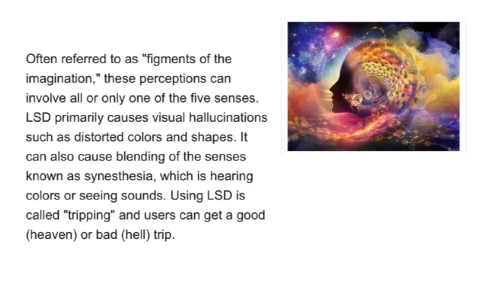 Often referred to as "figments of the
imagination," these perceptions can
involve all or only one of the five senses.
LSD primarily causes visual hallucinations
such as distorted colors and shapes. It
can also cause blending of the senses
known as synesthesia, which is hearing
colors or seeing sounds. Using LSD is
called "tripping" and users can get a good
(heaven) or bad (hell) trip.